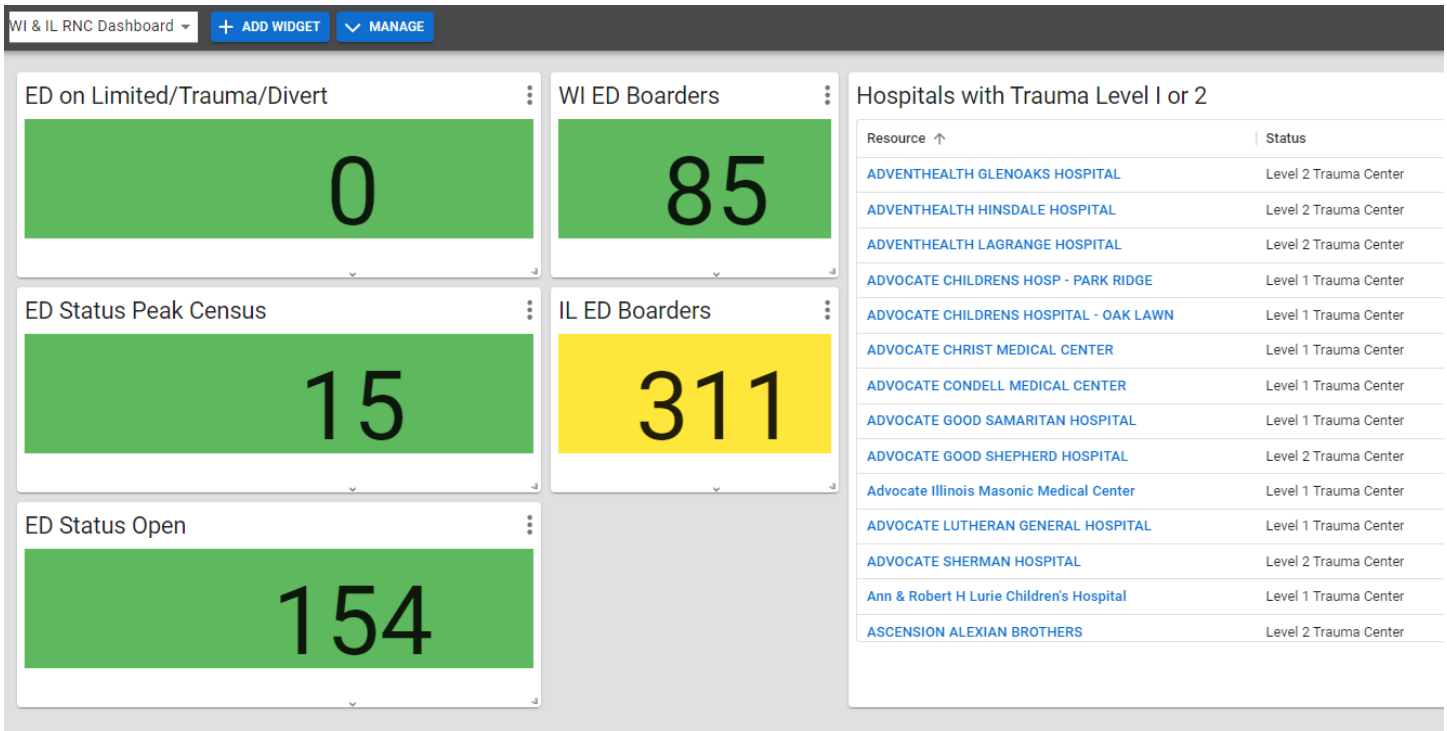 WI & IL RNC Dashboard
ADD WIDGET
MANAGE
ED on Limited/Trauma/Divert
0
WI ED Boarders
85
ED Status Peak Census
15
IL ED Boarders
311
ED Status Open
154
Hospitals with Trauma Level I or 2
Resource Status
ADVENTHEALTH GLENOAKS HOSPITAL Level 2 Trauma Center
ADVENTHEALTH HINSDALE HOSPITAL Level 2 Trauma Center
ADVENTHEALTH LAGRANGE HOSPITAL Level 2 Trauma Center
ADVOCATE CHILDRENS HOSP - PARK RIDGE Level 1 Trauma Center
ADVOCATE CHILDRENS HOSPITAL - OAK LAWN Level 1 Trauma Center
ADVOCATE CHRIST MEDICAL CENTER Level 1 Trauma Center
ADVOCATE CONDELL MEDICAL CENTER Level 1 Trauma Center
ADVOCATE GOOD SAMARITAN HOSPITAL Level 1 Trauma Center
ADVOCATE GOOD SHEPHERD HOSPITAL Level 2 Trauma Center
Advocate Illinois Masonic Medical Center Level 1 Trauma Center
ADVOCATE LUTHERAN GENERAL HOSPITAL Level 1 Trauma Center
ADVOCATE SHERMAN HOSPITAL Level 2 Trauma Center
Ann & Robert H Lurie Children's Hospital Level 1 Trauma Center
ASCENSION ALEXIAN BROTHERS Level 2 Trauma Center